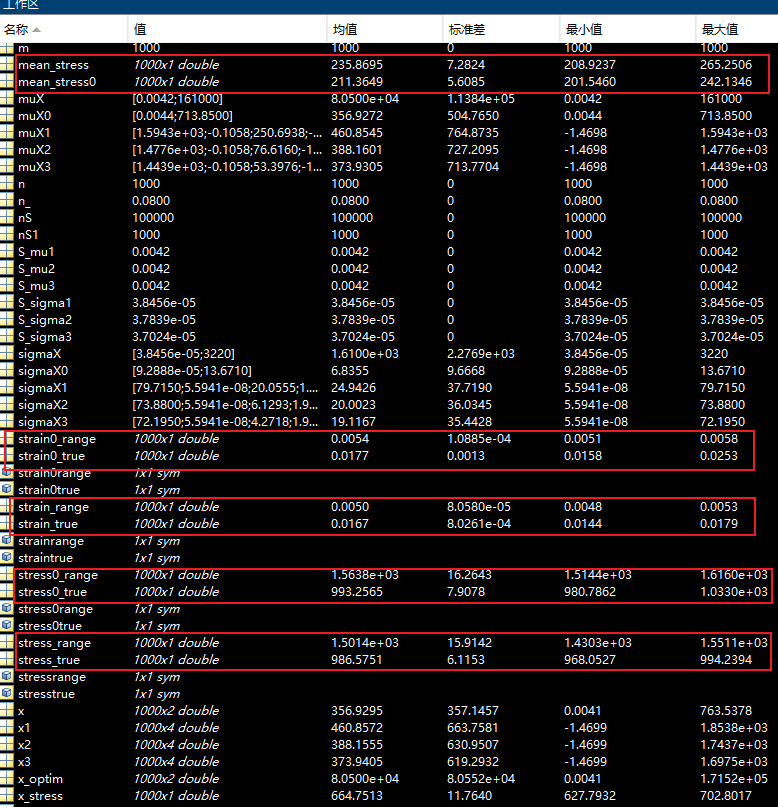 工作区
名称 值 均值 标准差 最小值 最大值
m 1000 1000 0 1000 1000
mean_stress 1000x1 double 235.8695 7.2824 208.9237 265.2506
mean_stress0 1000x1 double 211.3649 5.6085 201.5460 242.1346
muX [0.0042;161000] 8.0500e+04 1.1384e+05 0.0042 161000
muX0 [0.0044;713.8500] 356.9272 504.7650 0.0044 713.8500
muX1 [1.5943e+03;-0.1058;250.6938;-... 460.8545 764.8735 -1.4698 1.5943e+03
muX2 [1.4776e+03;-0.1058;76.6160;-1... 388.1601 727.2095 -1.4698 1.4776e+03
muX3 [1.4439e+03;-0.1058;53.3976;-1... 373.9305 713.7704 -1.4698 1.4439e+03
n 1000 1000 0 1000 1000
n_ 0.0800 0.0800 0 0.0800 0.0800
nS 100000 100000 0 100000 100000
nS1 1000 1000 0 1000 1000
S_mu1 0.0042 0.0042 0 0.0042 0.0042
S_mu2 0.0042 0.0042 0 0.0042 0.0042
S_mu3 0.0042 0.0042 0 0.0042 0.0042
S_sigma1 3.8456e-05 3.8456e-05 0 3.8456e-05 3.8456e-05
S_sigma2 3.7839e-05 3.7839e-05 0 3.7839e-05 3.7839e-05
S_sigma3 3.7024e-05 3.7024e-05 0 3.7024e-05 3.7024e-05
sigmaX [3.8456e-05;3220] 1.6100e+03 2.2769e+03 3.8456e-05 3220
sigmaX0 [9.2888e-05;13.6710] 6.8355 9.6668 9.2888e-05 13.6710
sigmaX1 [79.7150;5.5941e-08;20.0555;1.... 24.9426 37.7190 5.5941e-08 79.7150
sigmaX2 [73.8800;5.5941e-08;6.1293;1.9... 20.0023 36.0345 5.5941e-08 73.8800
sigmaX3 [72.1950;5.5941e-08;4.2718;1.9... 19.1167 35.4428 5.5941e-08 72.1950
strain0_range 1000x1 double 0.0054 1.0885e-04 0.0051 0.0058
strain0_true 1000x1 double 0.0177 0.0013 0.0158 0.0253
strain0range 1x1 sym
strain0true 1x1 sym
strain_range 1000x1 double 0.0050 8.0580e-05 0.0048 0.0053
strain_true 1000x1 double 0.0167 8.0261e-04 0.0144 0.0179
strainrange 1x1 sym
straintrue 1x1 sym
stress0_range 1000x1 double 1.5638e+03 16.2643 1.5144e+03 1.6160e+03
stress0_true 1000x1 double 993.2565 7.9078 980.7862 1.0330e+03
stress0range 1x1 sym
stress0true 1x1 sym
stress_range 1000x1 double 1.5014e+03 15.9142 1.4303e+03 1.5511e+03
stress_true 1000x1 double 986.5751 6.1153 968.0527 994.2394
stressrange 1x1 sym
stresstrue 1x1 sym
x 1000x2 double 356.9295 357.1457 0.0041 763.5378
x1 1000x4 double 460.8572 663.7581 -1.4699 1.8538e+03
x2 1000x4 double 388.1555 630.9507 -1.4699 1.7437e+03
x3 1000x4 double 373.9405 619.2932 -1.4699 1.6975e+03
x_optim 1000x2 double 8.0500e+04 8.0552e+04 0.0041 1.7152e+05
x_stress 1000x1 double 664.7513 11.7640 627.7932 702.8017